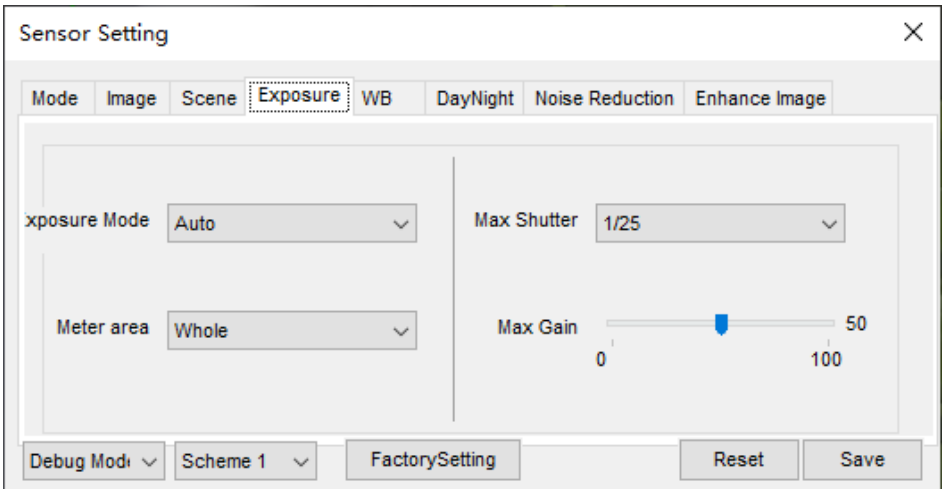 Sensor Setting
Mode Image Scene Exposure WB DayNight Noise Reduction Enhance Image
xposure Mode Auto Max Shutter 1/25
Meter area Whole Max Gain 50
0 100
Debug Mod Scheme 1 FactorySetting Reset Save